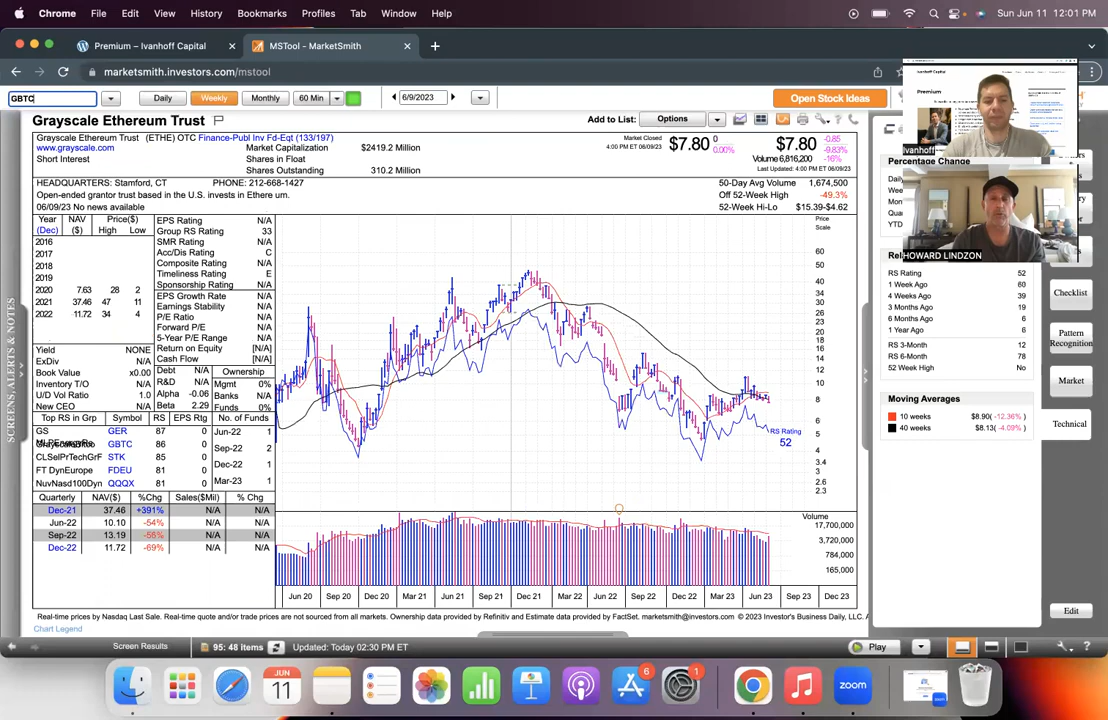 Chrome File Edit View History Bookmarks Profiles Tab Window Help Sun Jun 11 12:01 PM
Premium – Ivanhoff Capital MSTool - MarketSmith
marketsmith.investors.com/mstool
GBTC Daily Weekly Monthly 60 Min 6/9/2023 Open Stock Ideas
Grayscale Ethereum Trust Add to List: Options
Grayscale Ethereum Trust (ETHE) OTC Finance-Publ Inv Fd-Eqt (133/197)
www.grayscale.com Market Capitalization $2419.2 Million
Short Interest Shares in Float
Shares Outstanding 310.2 Million
Market Closed
4:00 PM ET 06/09/23
$7.80 0 0.00%
$7.80 -0.85 -9.83%
Volume 6,816,200 -16%
Last Updated: 4:00 PM ET 06/09/23
HEADQUARTERS: Stamford, CT PHONE: 212-668-1427
Open-ended grantor trust based in the U.S. invests in Ethere um.
06/09/23 No news available
50-Day Avg Volume 1,674,500
Off 52-Week High -49.3%
52-Week Hi-Lo $15.39-$4.62
Year NAV Price($)
(Dec) ($) High Low
2016
2017
2018
2019
2020 7.63 28 2
2021 37.46 47 11
2022 11.72 34 4
EPS Rating N/A
Group RS Rating 33
SMR Rating N/A
Acc/Dis Rating C
Composite Rating N/A
Timeliness Rating E
Sponsorship Rating N/A
EPS Growth Rate N/A
Earnings Stability N/A
P/E Ratio N/A
Forward P/E N/A
5-Year P/E Range N/A
Return on Equity [N/A]
Cash Flow [N/A]
Yield NONE
ExDiv N/A
Book Value x0.00
Inventory T/O N/A
U/D Vol Ratio 1.0
New CEO N/A
Debt N/A
R&D N/A
Alpha -0.06
Beta 2.29
Ownership
Mgmt 0%
Banks N/A
Funds 0%
Top RS in Grp Symbol RS EPS Rtg
GS GER 87 0
GBTC 86 0
CLSelPrTechGrF STK 85 0
FT DynEurope FDEU 81 0
NuvNasd100Dyn QQQX 81 0
No. of Funds
Jun-22 1
Sep-22 2
Dec-22 1
Mar-23 1
Quarterly NAV($) %Chg Sales($Mil) % Chg
Dec-21 37.46 +391% N/A N/A
Jun-22 10.10 -54% N/A N/A
Sep-22 13.19 -56% N/A N/A
Dec-22 11.72 -69% N/A N/A
Price
Scale
60
50
40
34
30
26
23
20
18
16
14
12
10
8
6
5
4
3.4
3
2.6
2.3
RS Rating
52
Volume
17,700,000
3,720,000
784,000
165,000
Jun 20 Sep 20 Dec 20 Mar 21 Jun 21 Sep 21 Dec 21 Mar 22 Jun 22 Sep 22 Dec 22 Mar 23 Jun 23 Sep 23 Dec 23
Real-time prices by Nasdaq Last Sale. Real-time quote and/or trade prices are not sourced from all markets. Ownership data provided by Refinitiv and Estimate data provided by FactSet. marketsmith@investors.com © 2023 Investor's Business Daily, LLC.
Chart Legend
SCREENS, ALERTS & NOTES
Ivanhoff
HOWARD LINDZON
Percentage Change
RS Rating 52
1 Week Ago 60
4 Weeks Ago 39
3 Months Ago 19
6 Months Ago 6
1 Year Ago 6
RS 3-Month 12
RS 6-Month 78
52 Week High No
Moving Averages
10 weeks $8.90(-12.36%)
40 weeks $8.13(-4.09%)
Checklist
Pattern
Recognition
Market
Technical
Edit
Screen Results 95: 48 items Updated: Today 02:30 PM ET Play
JUN
11
zoom
6
1